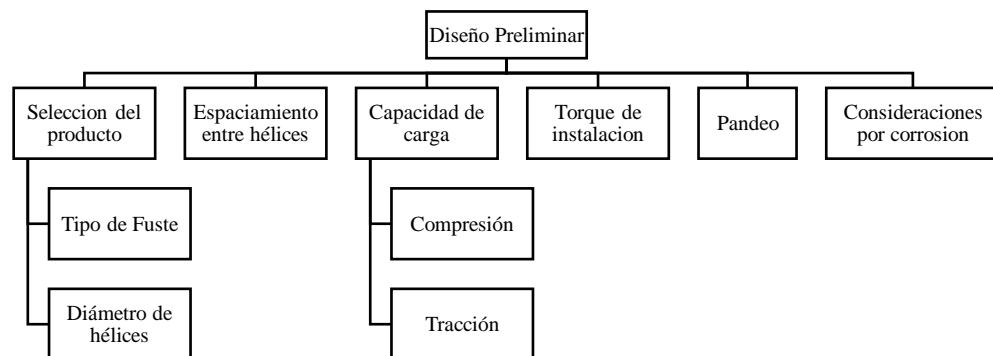 Diseño Preliminar
Seleccion del
producto
Espaciamiento
entre hélices
Capacidad de
carga
Torque de
instalacion
Pandeo
Consideraciones
por corrosion
Tipo de Fuste
Compresión
Diámetro de
hélices
Tracción